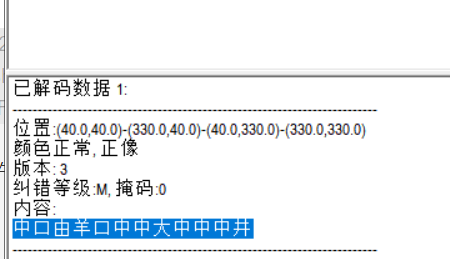 已解码数据 1:
位置:(40.0,40.0)-(330.0,40.0)-(40.0,330.0)-(330.0,330.0)
颜色正常, 正像
版本: 3
纠错等级:M, 掩码:0
内容:
中口由羊口中中大中中中井